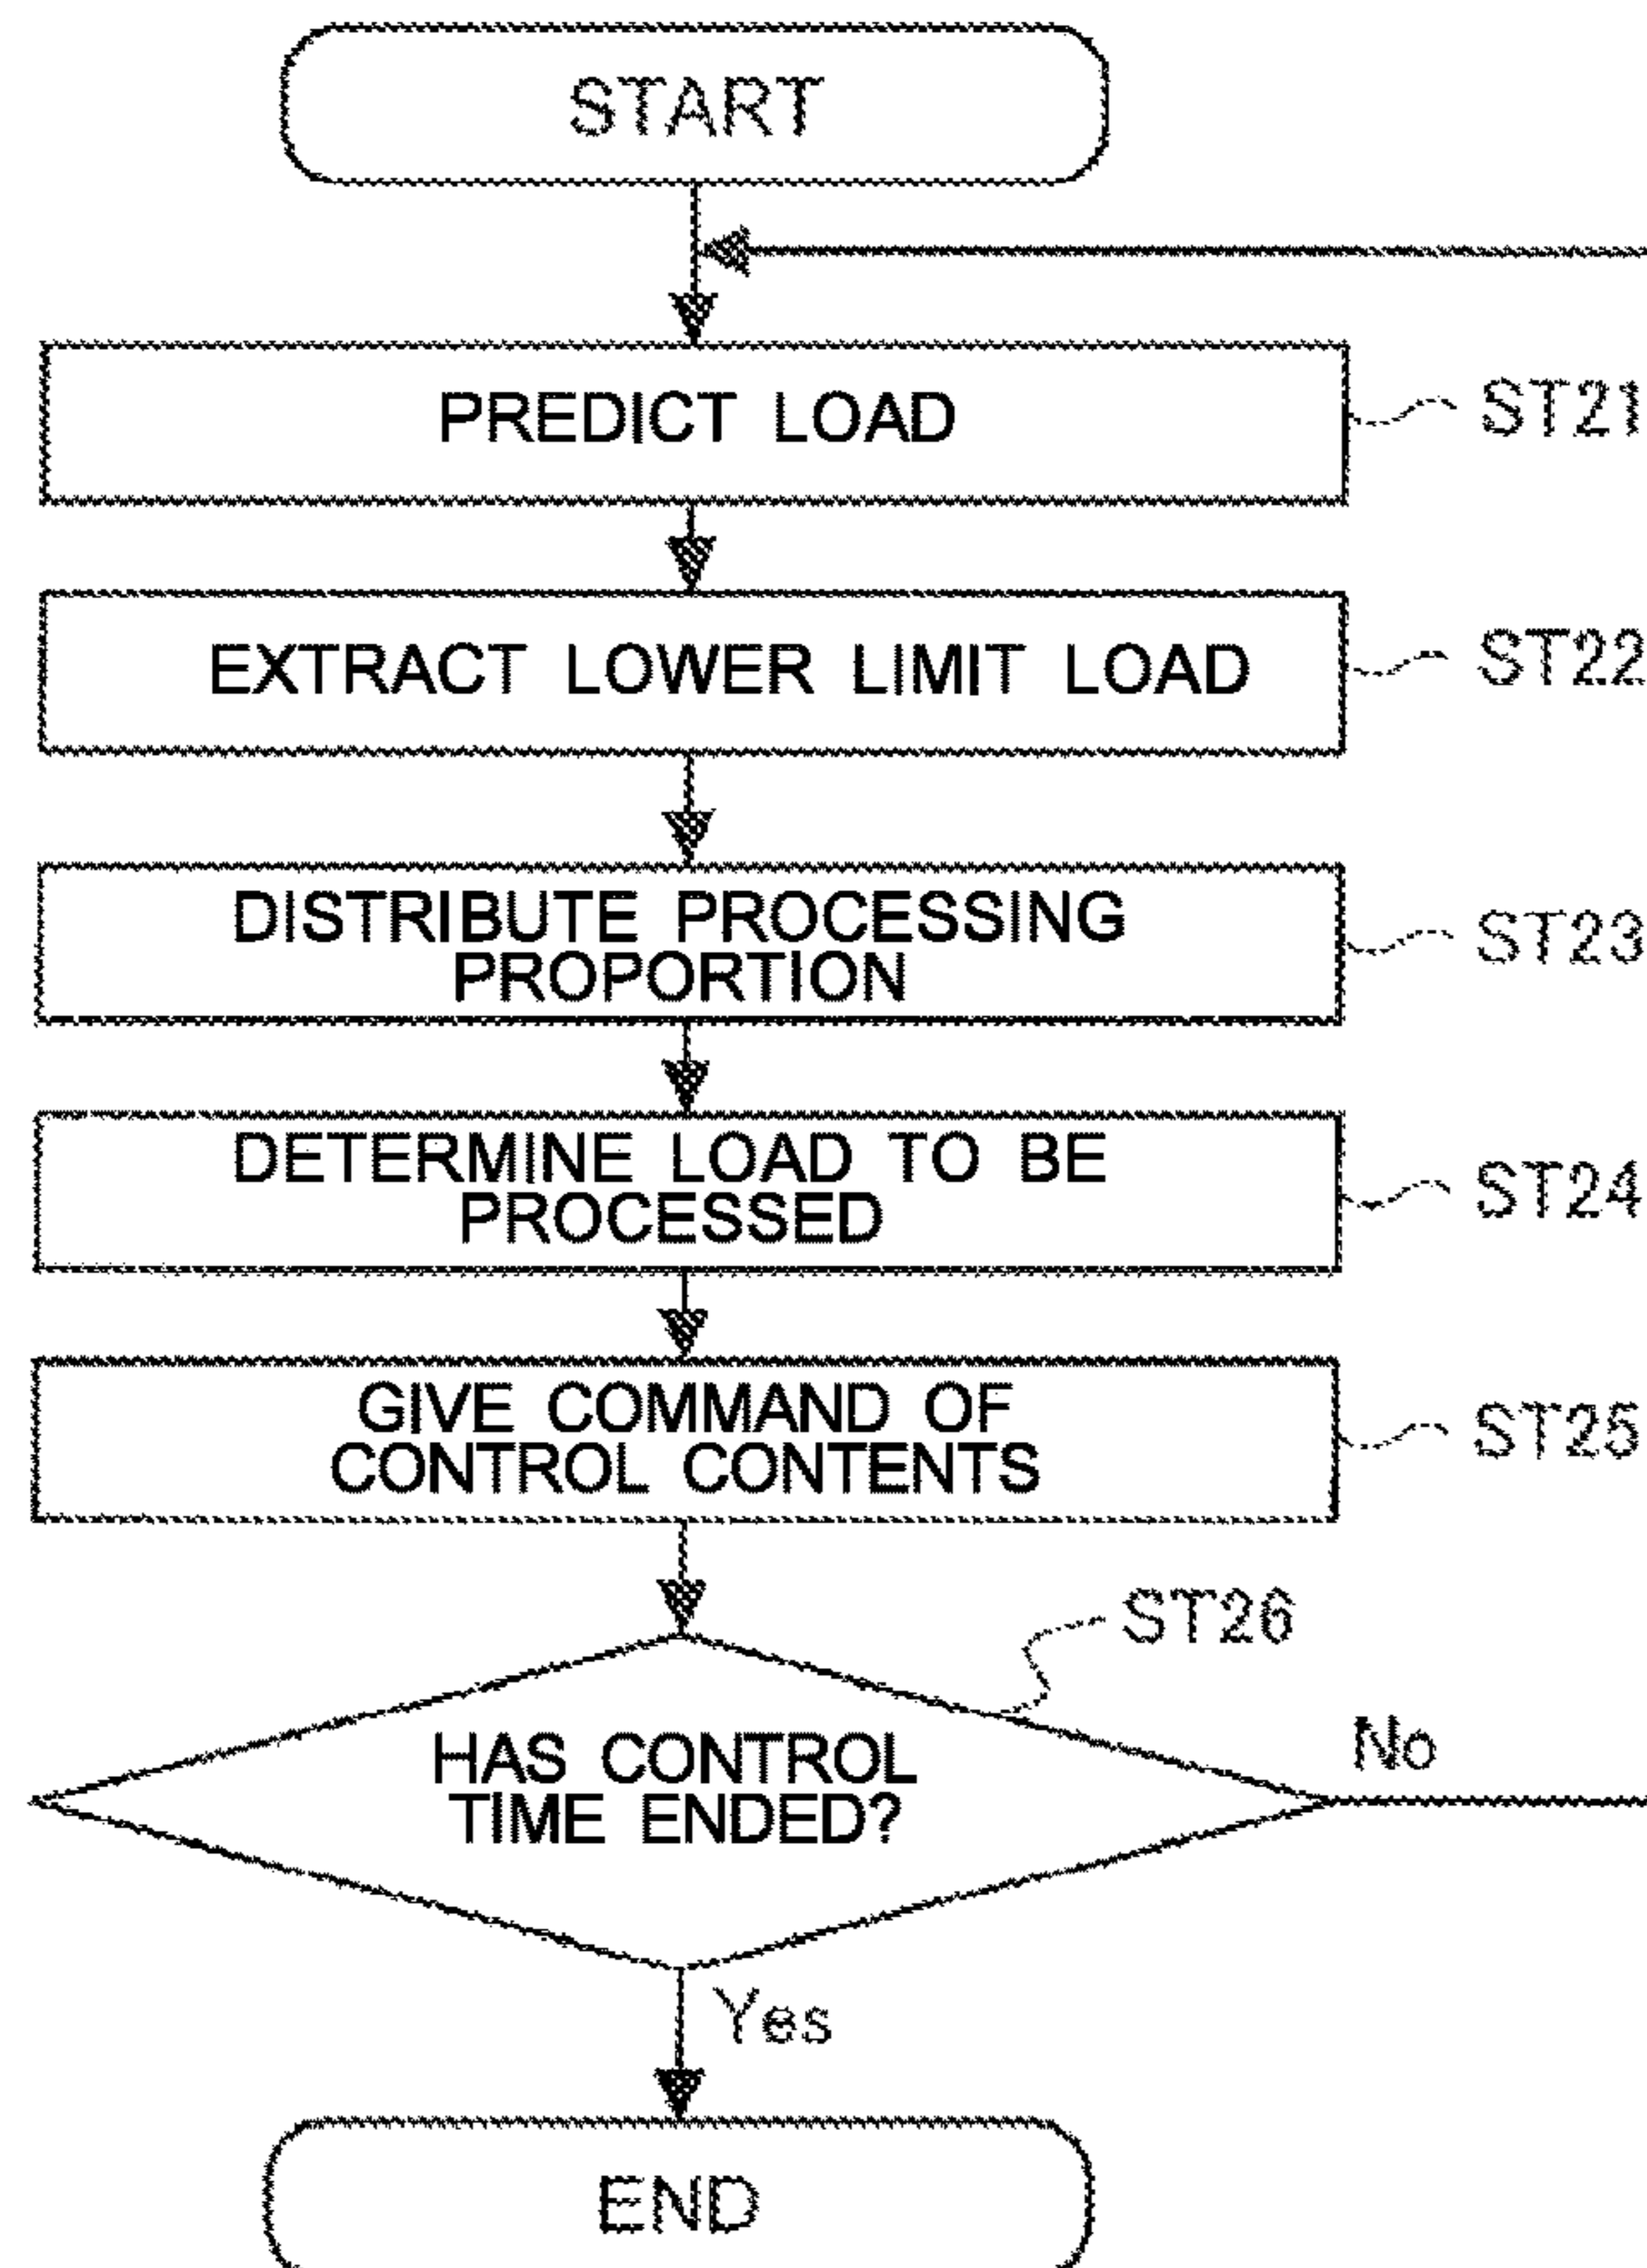 START
PREDICT LOAD
ST21
EXTRACT LOWER LIMIT LOAD
ST22
DISTRIBUTE PROCESSING
PROPORTION
ST23
DETERMINE LOAD TO BE
PROCESSED
ST24
GIVE COMMAND OF
CONTROL CONTENTS
ST25
ST26
HAS CONTROL
TIME ENDED?
No
Yes
END